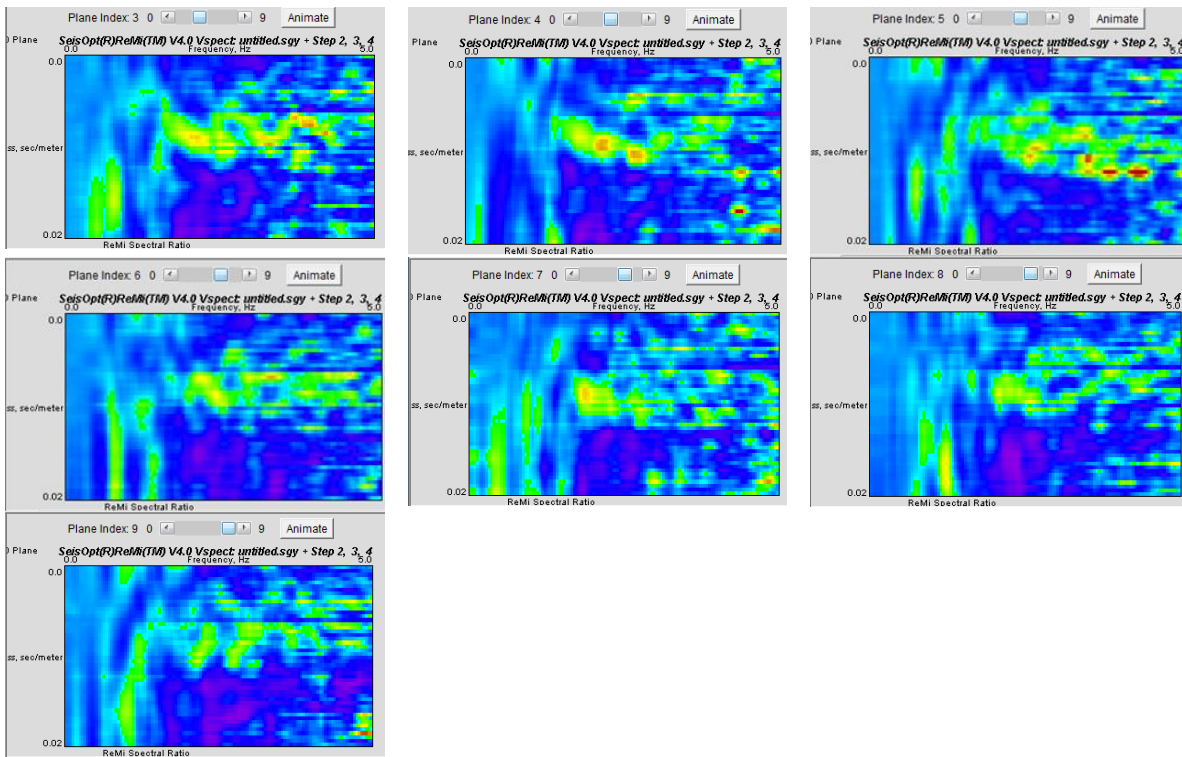 Plane Index: 3 0 9 Animate
) Plane SeisOpt(R)ReMi(TM) V4.0 Vspect: untitled.sgy + Step 2, 3, 4
0.0 Frequency, Hz 5.0
0.0
ss, sec/meter
0.02
ReMi Spectral Ratio
Plane Index: 4 0 9 Animate
) Plane SeisOpt(R)ReMi(TM) V4.0 Vspect: untitled.sgy + Step 2, 3, 4
0.0 Frequency, Hz 5.0
0.0
ss, sec/meter
0.02
ReMi Spectral Ratio
Plane Index: 5 0 9 Animate
) Plane SeisOpt(R)ReMi(TM) V4.0 Vspect: untitled.sgy + Step 2, 3, 4
0.0 Frequency, Hz 5.0
0.0
ss, sec/meter
0.02
ReMi Spectral Ratio
Plane Index: 6 0 9 Animate
) Plane SeisOpt(R)ReMi(TM) V4.0 Vspect: untitled.sgy + Step 2, 3, 4
0.0 Frequency, Hz 5.0
0.0
ss, sec/meter
0.02
ReMi Spectral Ratio
Plane Index: 7 0 9 Animate
) Plane SeisOpt(R)ReMi(TM) V4.0 Vspect: untitled.sgy + Step 2, 3, 4
0.0 Frequency, Hz 5.0
0.0
ss, sec/meter
0.02
ReMi Spectral Ratio
Plane Index: 8 0 9 Animate
) Plane SeisOpt(R)ReMi(TM) V4.0 Vspect: untitled.sgy + Step 2, 3, 4
0.0 Frequency, Hz 5.0
0.0
ss, sec/meter
0.02
ReMi Spectral Ratio
Plane Index: 9 0 9 Animate
) Plane SeisOpt(R)ReMi(TM) V4.0 Vspect: untitled.sgy + Step 2, 3, 4
0.0 Frequency, Hz 5.0
0.0
ss, sec/meter
0.02
ReMi Spectral Ratio